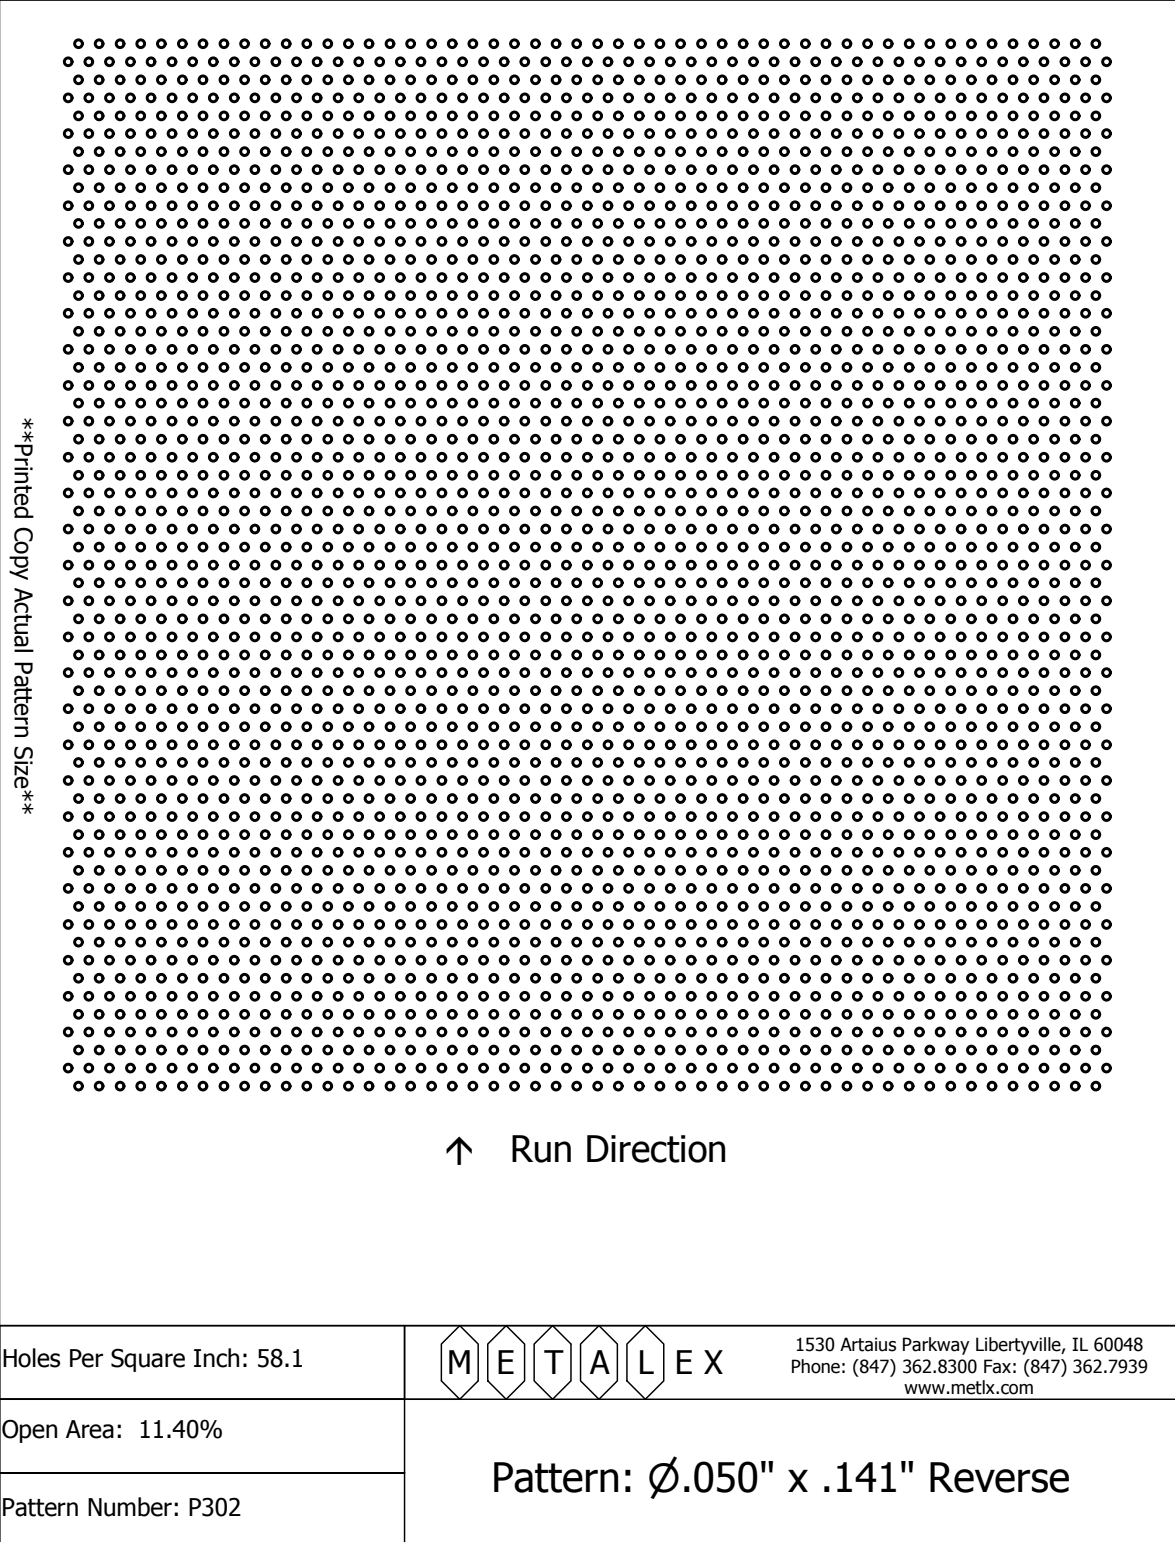 **Printed Copy Actual Pattern Size**
↑ Run Direction
Holes Per Square Inch: 58.1
METALEX
1530 Artaius Parkway Libertyville, IL 60048
Phone: (847) 362.8300 Fax: (847) 362.7939
www.metlx.com
Open Area: 11.40%
Pattern: Ø.050" x .141" Reverse
Pattern Number: P302